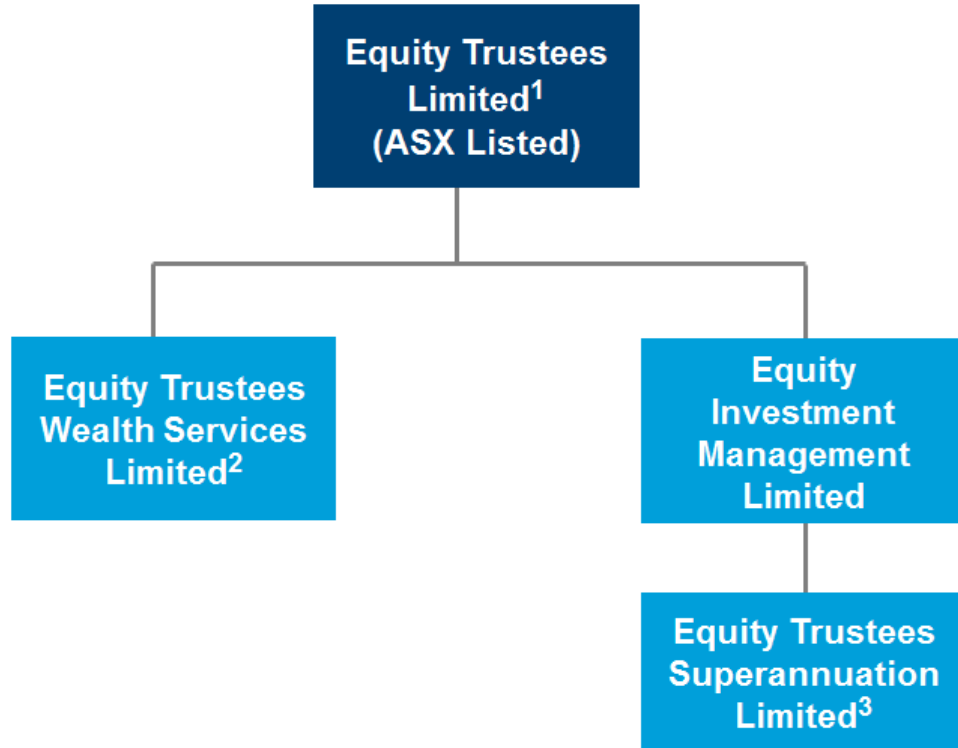 Equity Trustees
Limited¹
(ASX Listed)
Equity Trustees
Wealth Services
Limited²
Equity
Investment
Management
Limited
Equity Trustees
Superannuation
Limited³